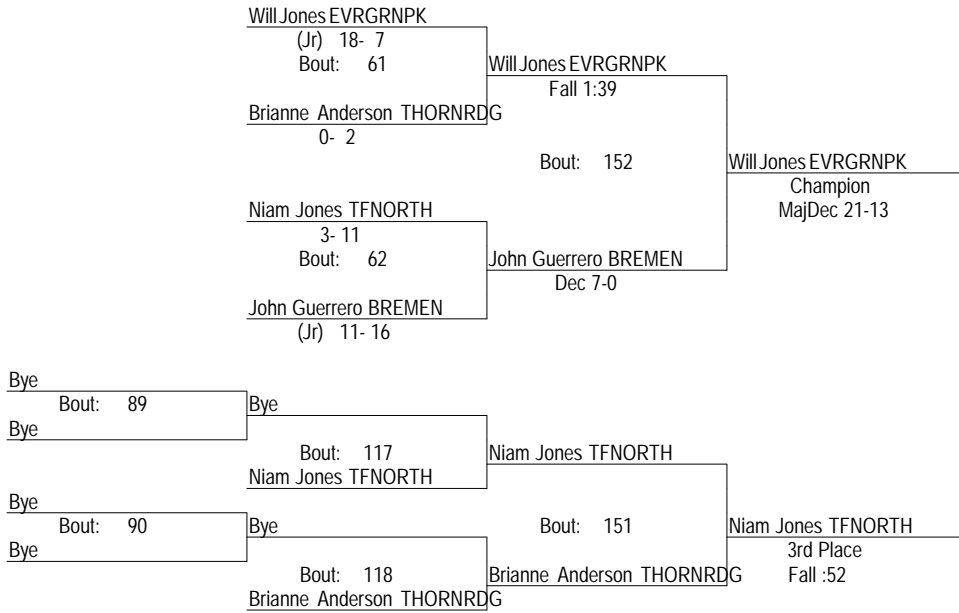 Will Jones EVRGRNPK
(Jr) 18- 7
Bout: 61
Will Jones EVRGRNPK
Fall 1:39
Brianne Anderson THORNRDG
0- 2
Bout: 152
Will Jones EVRGRNPK
Champion
MajDec 21-13
Niam Jones TFNORTH
3- 11
Bout: 62
John Guerrero BREMEN
Dec 7-0
John Guerrero BREMEN
(Jr) 11- 16
Bye
Bout: 89
Bye
Bye
Bout: 117
Niam Jones TFNORTH
Niam Jones TFNORTH
Bye
Bout: 90
Bye
Bye
Bout: 151
Niam Jones TFNORTH
3rd Place
Fall :52
Bout: 118
Brianne Anderson THORNRDG
Brianne Anderson THORNRDG